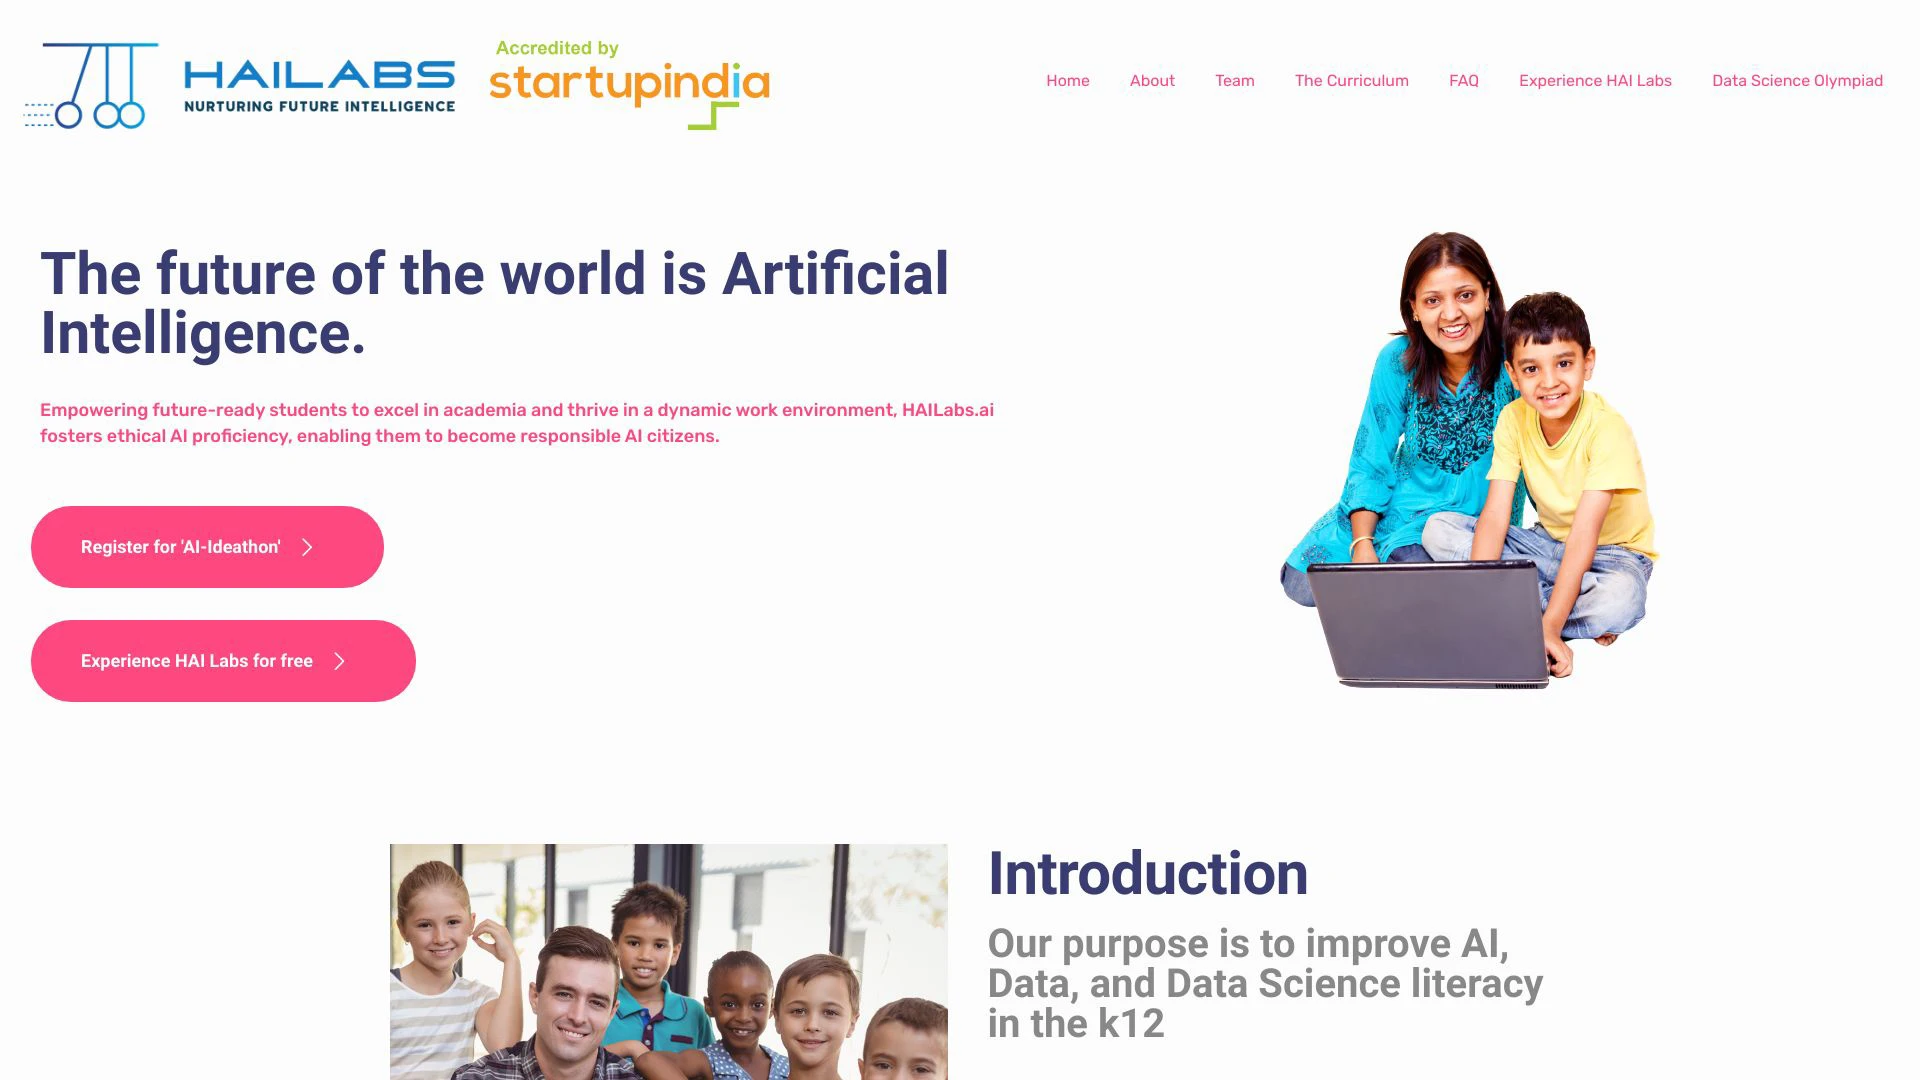 HAILABS
NURTURING FUTURE INTELLIGENCE
Accredited by
startupindia
Home
About
Team
The Curriculum
FAQ
Experience HAI Labs
Data Science Olympiad
The future of the world is Artificial
Intelligence.
Empowering future-ready students to excel in academia and thrive in a dynamic work environment, HAILabs.ai
fosters ethical AI proficiency, enabling them to become responsible AI citizens.
Register for 'AI-Ideathon'
Experience HAI Labs for free
Introduction
Our purpose is to improve AI,
Data, and Data Science literacy
in the k12